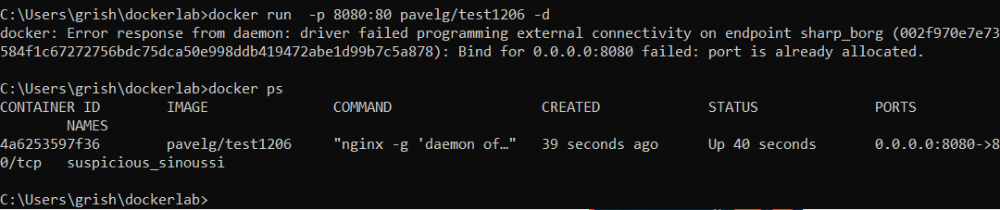 C:\Users\grish\dockerlab>docker run  -p 8080:80 pavelg/test1206 -d
docker: Error response from daemon: driver failed programming external connectivity on endpoint sharp_borg (002f970e7e73
584f1c67272756bdc75dca50e998ddb419472abe1d99b7c5a878): Bind for 0.0.0.0:8080 failed: port is already allocated.
C:\Users\grish\dockerlab>docker ps
CONTAINER ID        IMAGE               COMMAND                  CREATED             STATUS              PORTS
         NAMES
4a6253597f36        pavelg/test1206     "nginx -g 'daemon of…"   39 seconds ago      Up 40 seconds       0.0.0.0:8080->8
0/tcp   suspicious_sinoussi
C:\Users\grish\dockerlab>